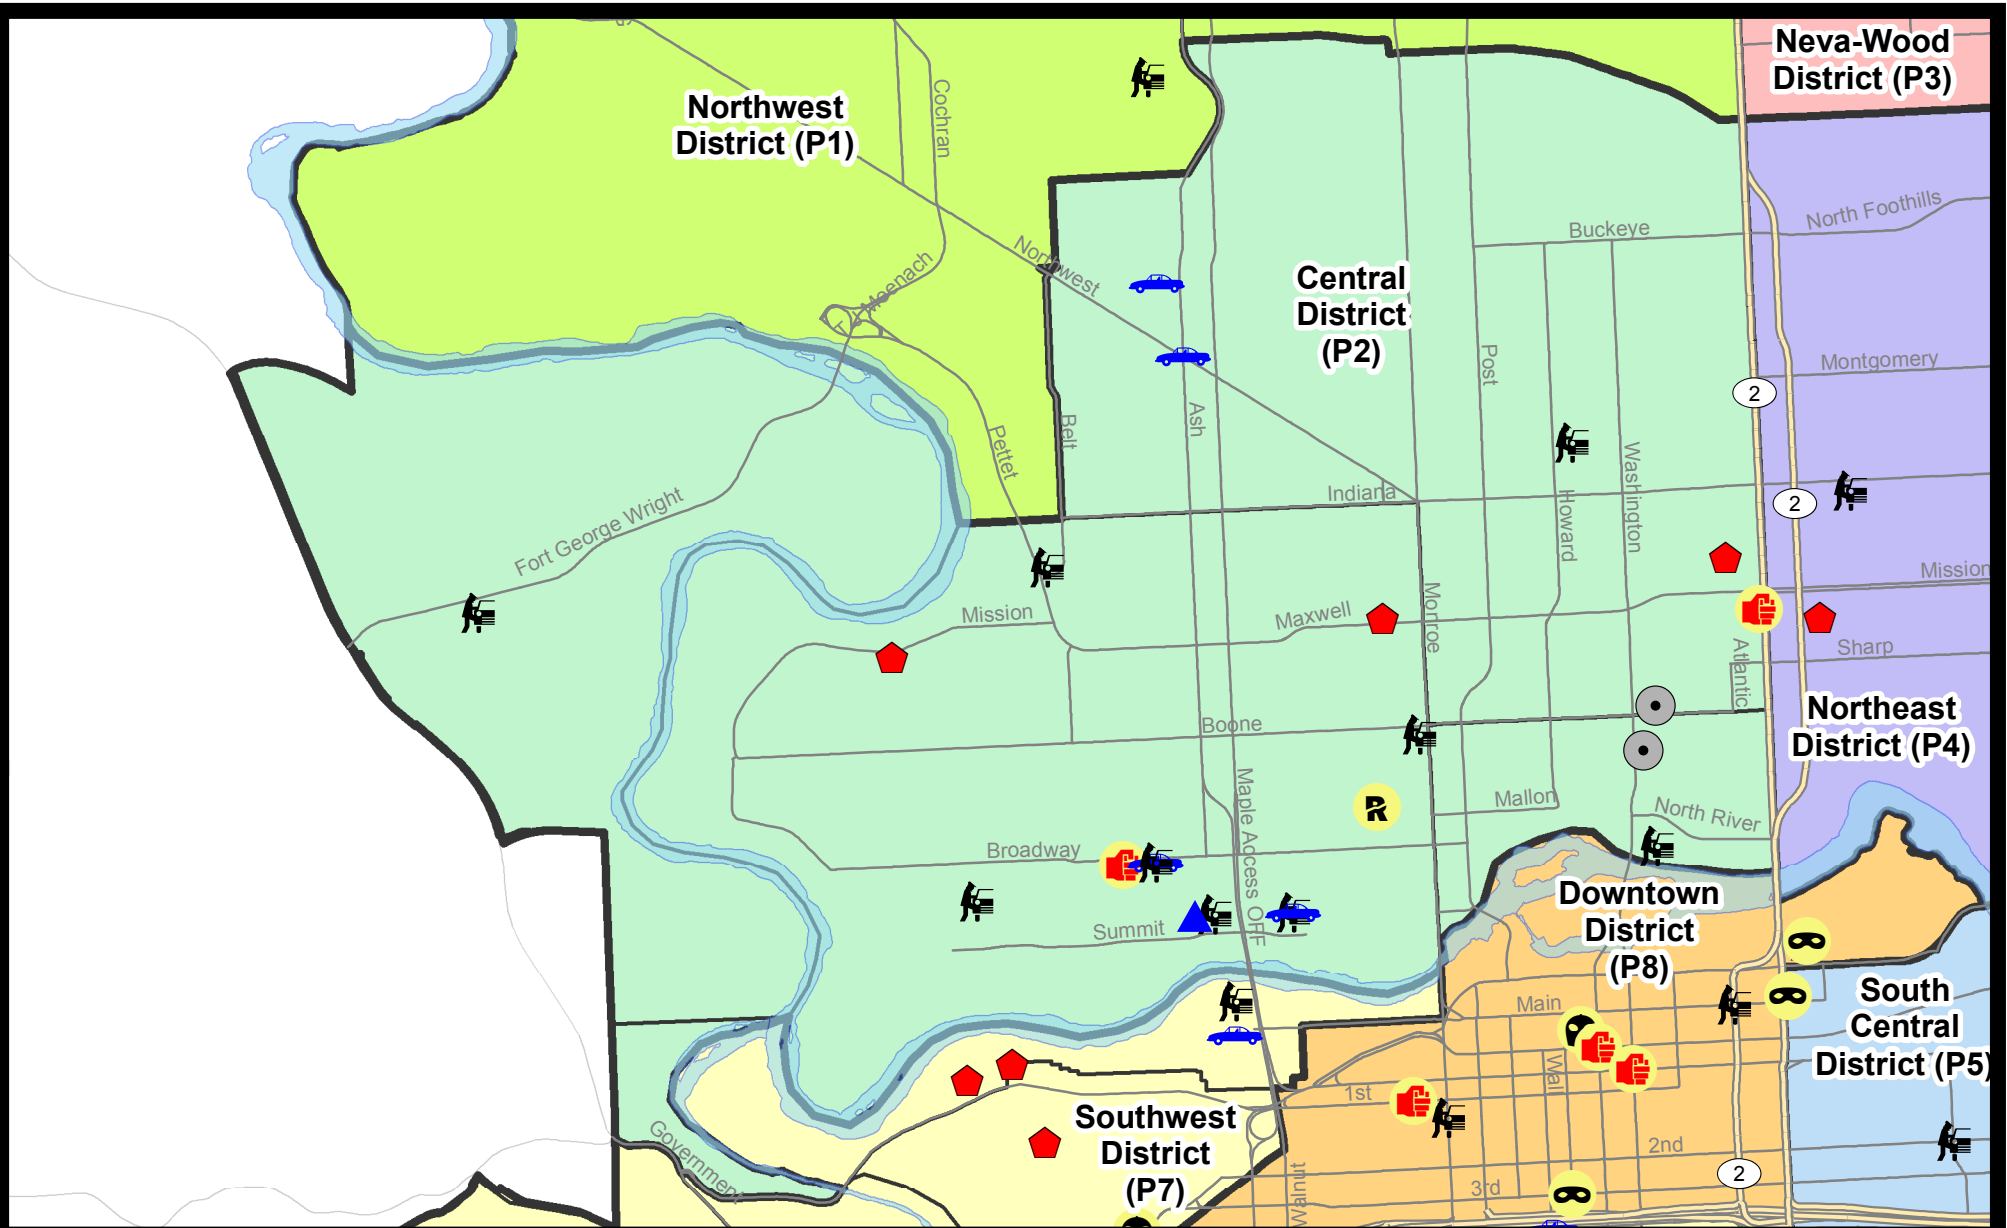 Neva-Wood
District (P3)
Northwest
District (P1)
Cochran
North Foothills
Buckeye
Northwest
Meenach
Central
District
(P2)
Post
Montgomery
2
Ash
Belt
Pettet
Washington
Howard
Indiana
2
Fort George Wright
Mission
Mission
Maxwell
Monroe
Atlantic
Sharp
Boone
Northeast
District (P4)
Maple Access OFF
Mallon
North River
R
Broadway
Summit
Downtown
District
(P8)
South
Central
District (P5)
Main
Wall
1st
Southwest
District
(P7)
Government
2nd
2
3rd
Walnut